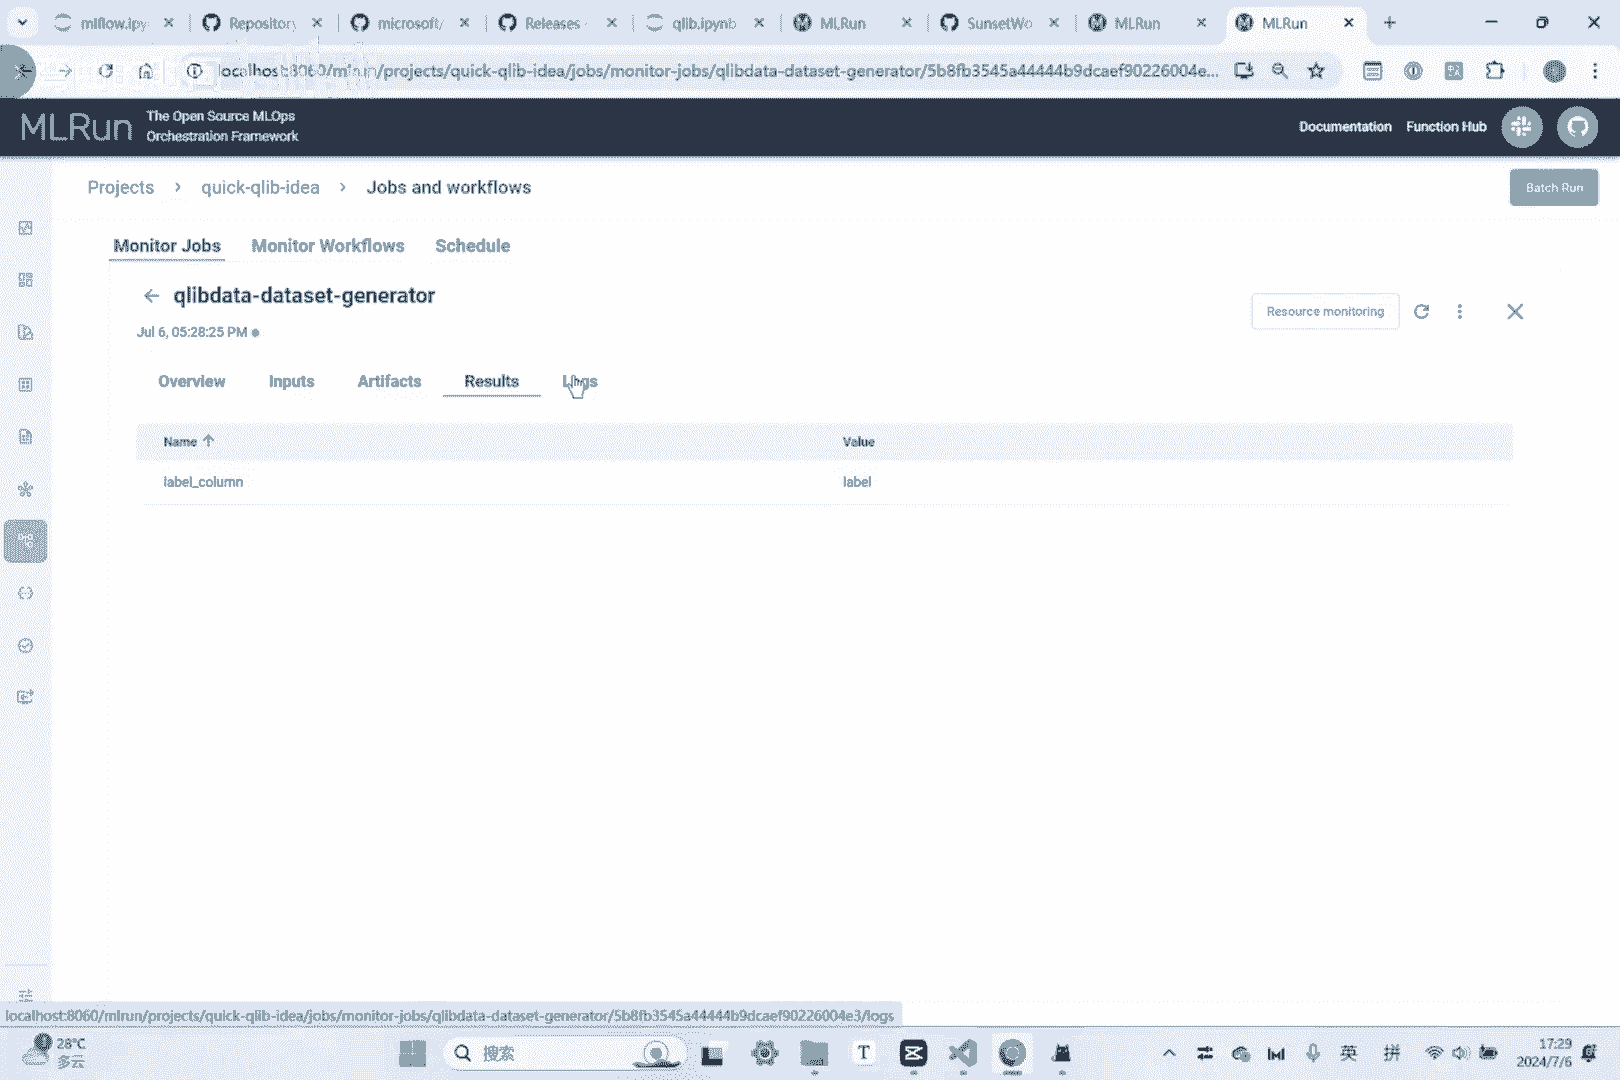 mlflow.ipy
Repository
microsoft/
Releases
qlib.ipynb
MLRun
SunsetWo
MLRun
MLRun
localhost:8060/mlrun/projects/quick-qlib-idea/jobs/monitor-jobs/qlibdata-dataset-generator/5b8fb3545a44444b9dcaef90226004e...
MLRun
The Open Source MLOps
Orchestration Framework
Documentation
Function Hub
Projects > quick-qlib-idea > Jobs and workflows
Batch Run
Monitor Jobs
Monitor Workflows
Schedule
qlibdata-dataset-generator
Jul 6, 05:28:25 PM
Resource monitoring
Overview
Inputs
Artifacts
Results
Logs
Name
Value
label_column
label
localhost:8060/mlrun/projects/quick-qlib-idea/jobs/monitor-jobs/qlibdata-dataset-generator/5b8fb3545a44444b9dcaef90226004e3/logs
28°C
多云
搜索
英
拼
17:29
2024/7/6